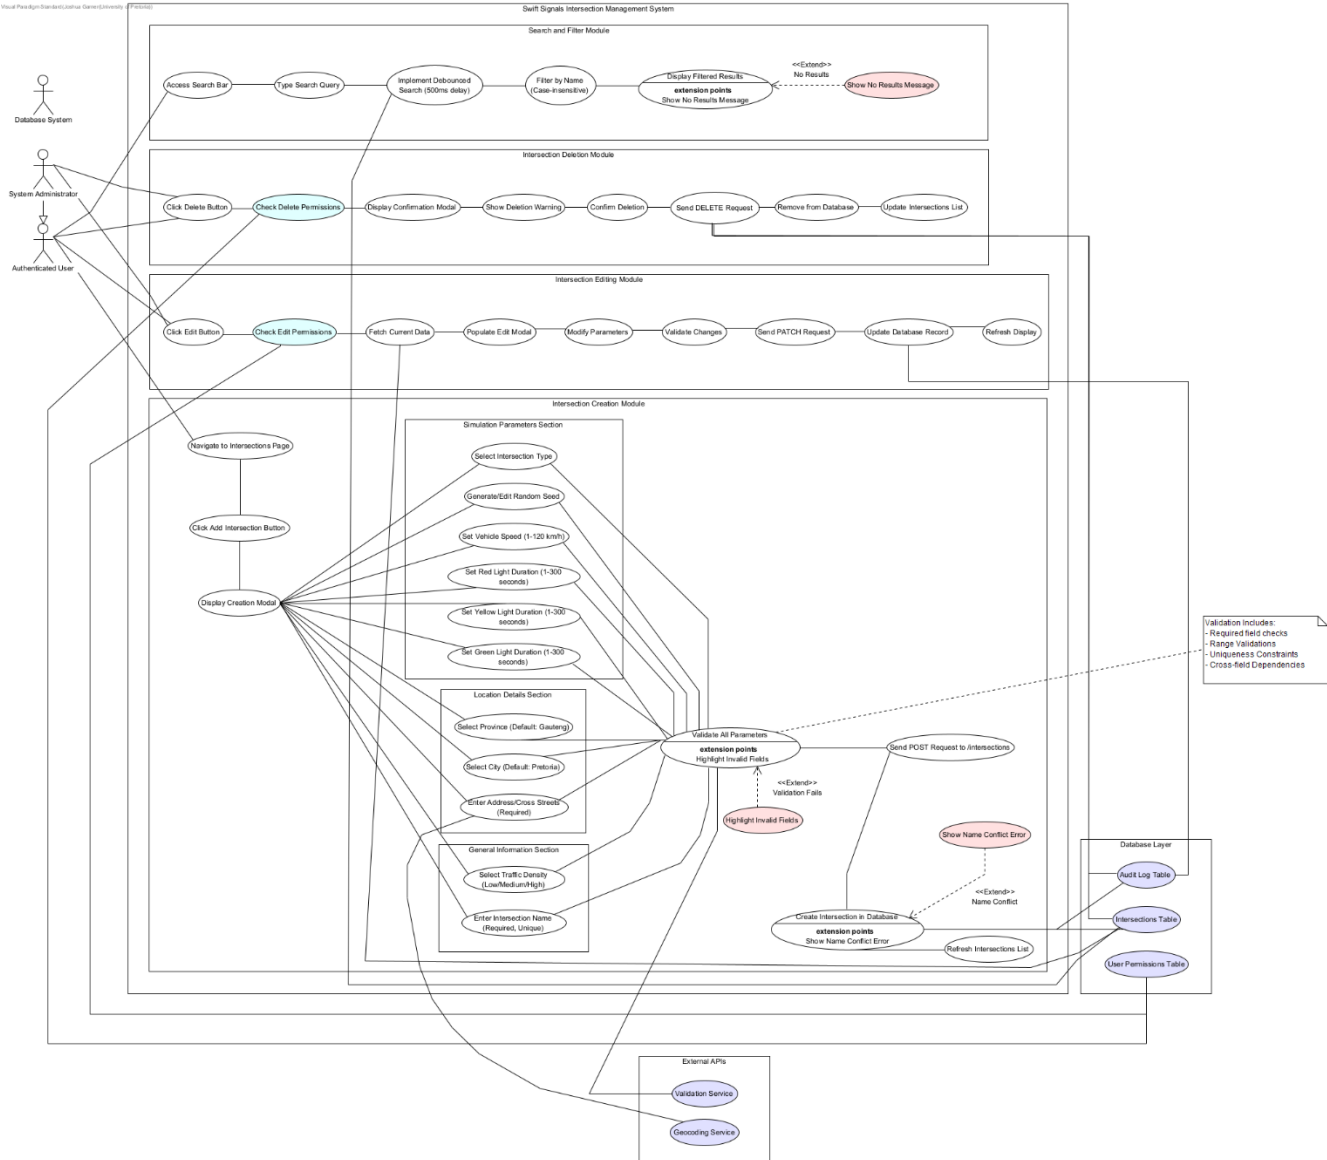 Visual Paradigm Standard(Joshua Garner(University of Pretoria))
Swift Signals Intersection Management System
Search and Filter Module
Access Search Bar
Type Search Query
Implement Debounced
Search (500ms delay)
Filter by Name
(Case-insensitive)
Display Filtered Results
extension points
Show No Results Message
<<Extend>>
No Results
Show No Results Message
Database System
System Administrator
Authenticated User
Intersection Deletion Module
Click Delete Button
Check Delete Permissions
Display Confirmation Modal
Show Deletion Warning
Confirm Deletion
Send DELETE Request
Remove from Database
Update Intersections List
Intersection Editing Module
Click Edit Button
Check Edit Permissions
Fetch Current Data
Populate Edit Modal
Modify Parameters
Validate Changes
Send PATCH Request
Update Database Record
Refresh Display
Intersection Creation Module
Navigate to Intersections Page
Click Add Intersection Button
Display Creation Modal
Simulation Parameters Section
Select Intersection Type
Generate/Edit Random Seed
Set Vehicle Speed (1-120 km/h)
Set Red Light Duration (1-300
seconds)
Set Yellow Light Duration (1-300
seconds)
Set Green Light Duration (1-300
seconds)
Location Details Section
Select Province (Default: Gauteng)
Select City (Default: Pretoria)
Enter Address/Cross Streets
(Required)
General Information Section
Select Traffic Density
(Low/Medium/High)
Enter Intersection Name
(Required, Unique)
Validate All Parameters
extension points
Highlight Invalid Fields
<<Extend>>
Validation Fails
Highlight Invalid Fields
Send POST Request to /intersections
Show Name Conflict Error
<<Extend>>
Name Conflict
Create Intersection in Database
extension points
Show Name Conflict Error
Refresh Intersections List
Validation Includes:
- Required field checks
- Range Validations
- Uniqueness Constraints
- Cross-field Dependencies
Database Layer
Audit Log Table
Intersections Table
User Permissions Table
External APIs
Validation Service
Geocoding Service